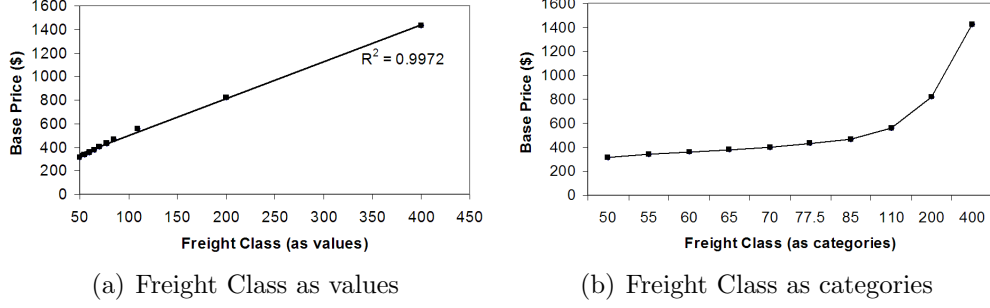 1600
1400
1200
1000
800
600
400
200
0
Base Price ($)
R² = 0.9972
50 100 150 200 250 300 350 400 450
Freight Class (as values)
(a) Freight Class as values
1600
1400
1200
1000
800
600
400
200
0
Base Price ($)
50 55 60 65 70 77.5 85 110 200 400
Freight Class (as categories)
(b) Freight Class as categories